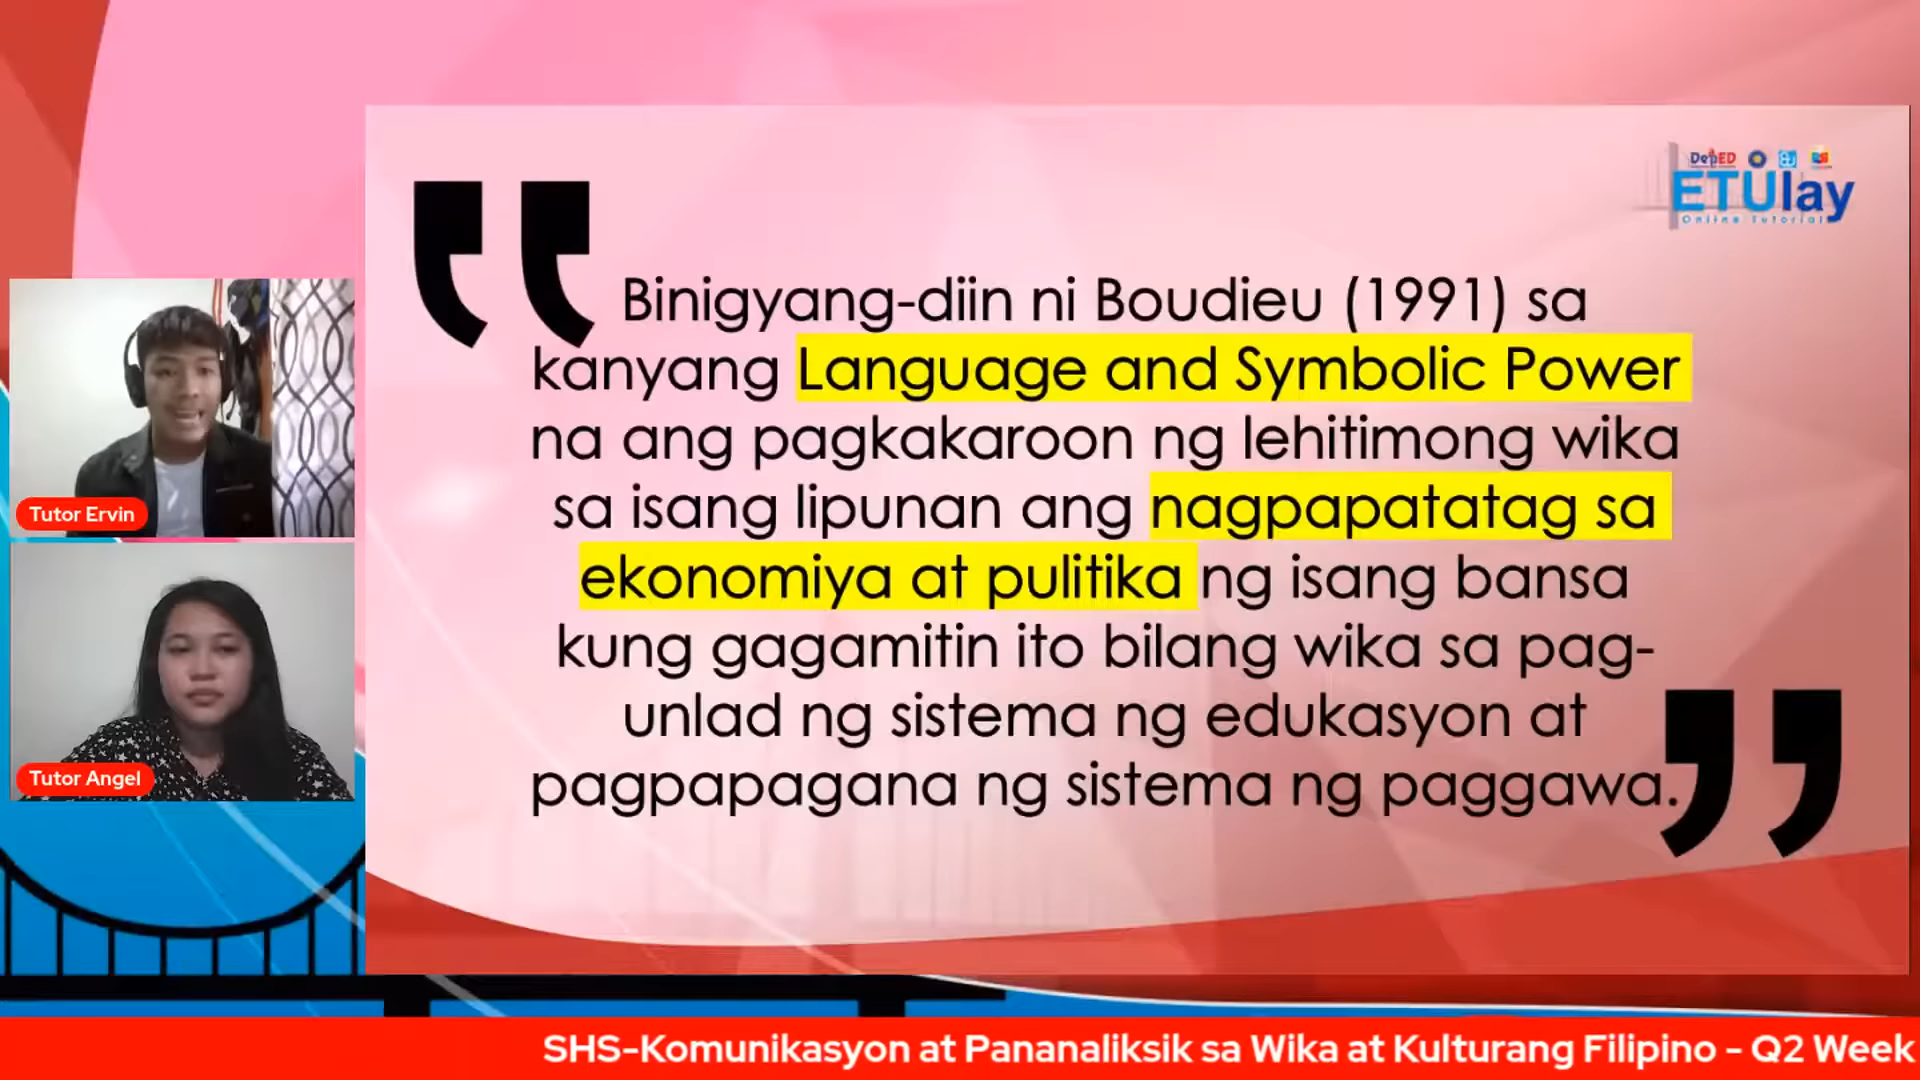 DepED
ETUlay
Online Tutorial
Binigyang-diin ni Boudieu (1991) sa
kanyang Language and Symbolic Power
na ang pagkakaroon ng lehitimong wika
sa isang lipunan ang nagpapatatag sa
ekonomiya at pulitika ng isang bansa
kung gagamitin ito bilang wika sa pag-
unlad ng sistema ng edukasyon at
pagpapagana ng sistema ng paggawa.
Tutor Ervin
Tutor Angel
SHS-Komunikasyon at Pananaliksik sa Wika at Kulturang Filipino - Q2 Week